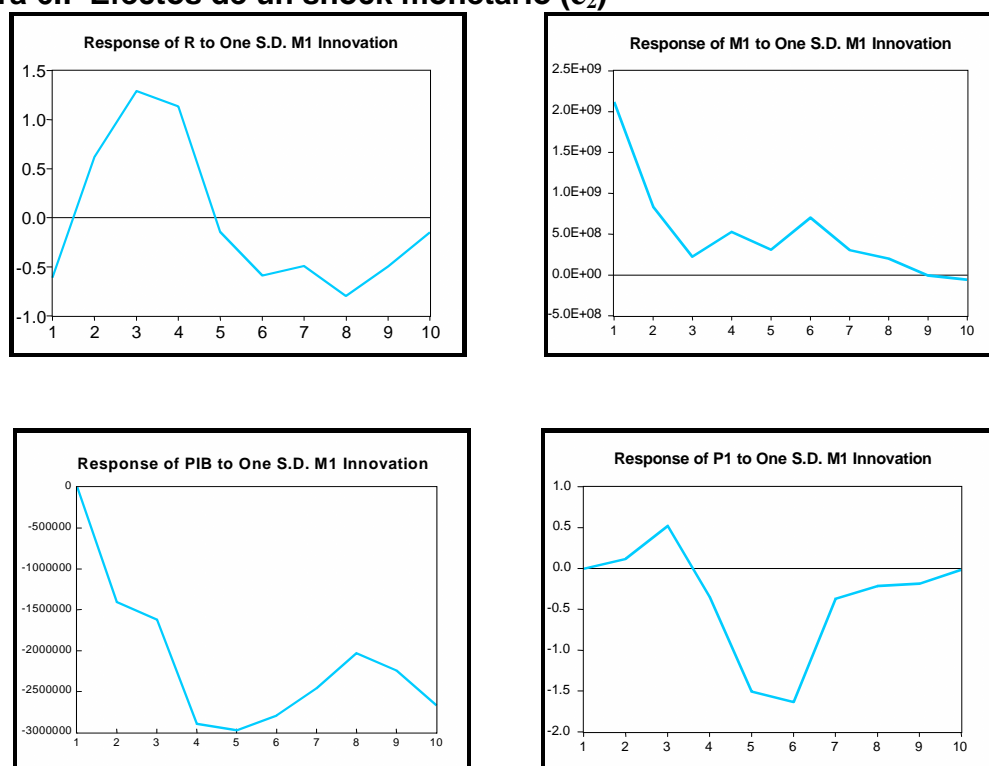 Efectos de un shock monetario (e2)
Response of R to One S.D. M1 Innovation
1.5
1.0
0.5
0.0
-0.5
-1.0
1 2 3 4 5 6 7 8 9 10
Response of M1 to One S.D. M1 Innovation
2.5E+09
2.0E+09
1.5E+09
1.0E+09
5.0E+08
0.0E+00
-5.0E+08
1 2 3 4 5 6 7 8 9 10
Response of PIB to One S.D. M1 Innovation
0
-500000
-1000000
-1500000
-2000000
-2500000
-3000000
1 2 3 4 5 6 7 8 9 10
Response of P1 to One S.D. M1 Innovation
1.0
0.5
0.0
-0.5
-1.0
-1.5
-2.0
1 2 3 4 5 6 7 8 9 10